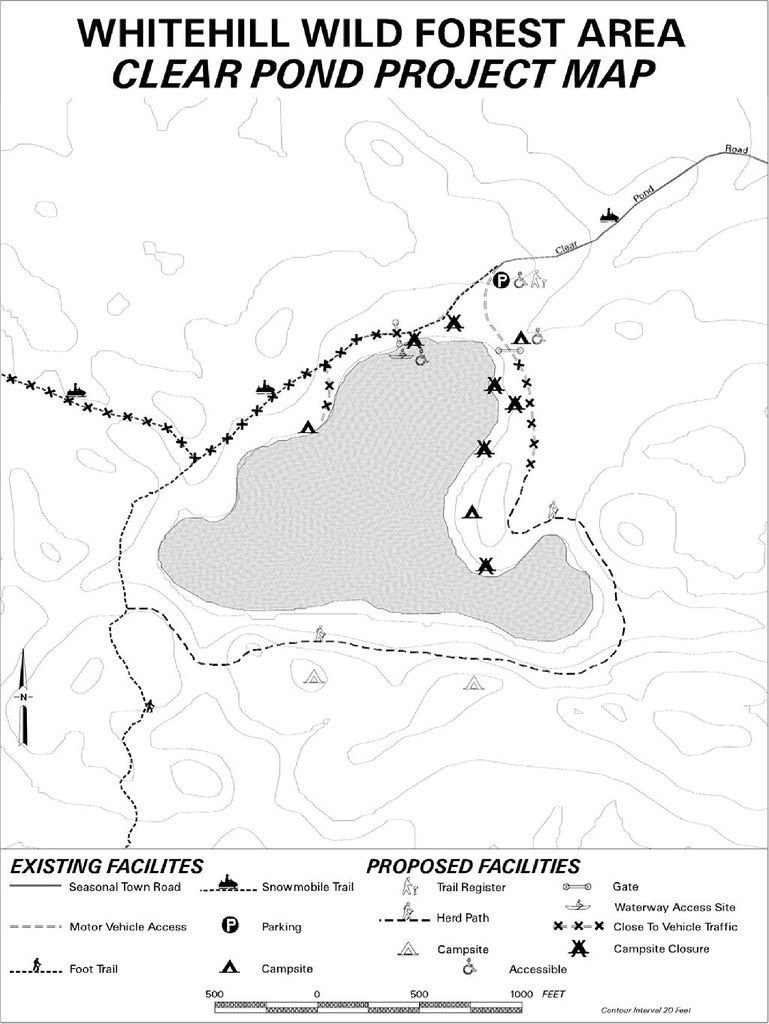 WHITEHILL WILD FOREST AREA
CLEAR POND PROJECT MAP
Road
Pond
Clear
P
N
EXISTING FACILITES
Seasonal Town Road
Snowmobile Trail
Motor Vehicle Access
P
Parking
Foot Trail
Campsite
PROPOSED FACILITIES
Trail Register
Gate
Waterway Access Site
Herd Path
Close To Vehicle Traffic
Campsite
Campsite Closure
Accessible
500 0 500 1000 FEET
Contour Interval 20 Feet